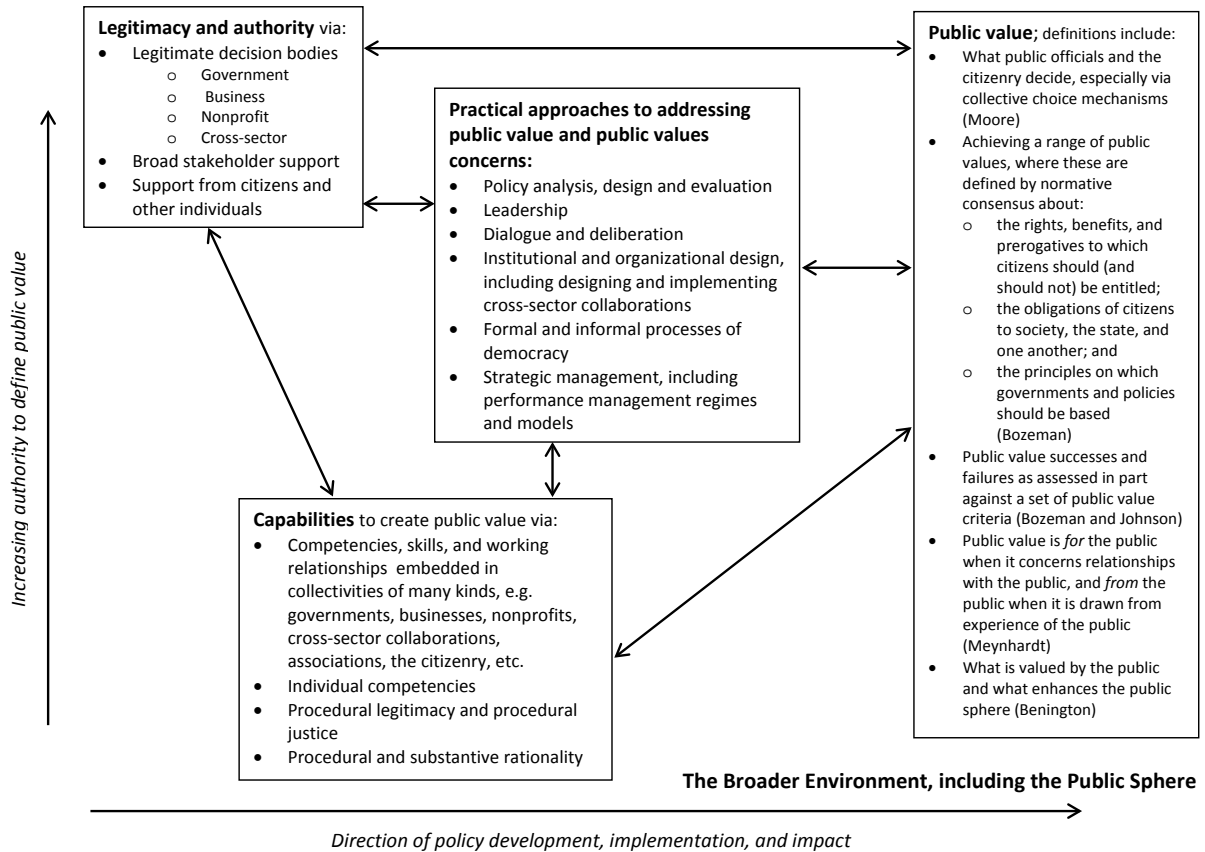 Legitimacy and authority via:
• Legitimate decision bodies
o Government
o Business
o Nonprofit
o Cross-sector
• Broad stakeholder support
• Support from citizens and
other individuals
Practical approaches to addressing
public value and public values
concerns:
• Policy analysis, design and evaluation
• Leadership
• Dialogue and deliberation
• Institutional and organizational design,
including designing and implementing
cross-sector collaborations
• Formal and informal processes of
democracy
• Strategic management, including
performance management regimes
and models
Public value; definitions include:
• What public officials and the
citizenry decide, especially via
collective choice mechanisms
(Moore)
• Achieving a range of public
values, where these are
defined by normative
consensus about:
o the rights, benefits, and
prerogatives to which
citizens should (and
should not) be entitled;
o the obligations of citizens
to society, the state, and
one another; and
o the principles on which
governments and policies
should be based
(Bozeman)
• Public value successes and
failures as assessed in part
against a set of public value
criteria (Bozeman and Johnson)
• Public value is for the public
when it concerns relationships
with the public, and from the
public when it is drawn from
experience of the public
(Meynhardt)
• What is valued by the public
and what enhances the public
sphere (Benington)
Capabilities to create public value via:
• Competencies, skills, and working
relationships embedded in
collectivities of many kinds, e.g.
governments, businesses, nonprofits,
cross-sector collaborations,
associations, the citizenry, etc.
• Individual competencies
• Procedural legitimacy and procedural
justice
• Procedural and substantive rationality
Increasing authority to define public value
The Broader Environment, including the Public Sphere
Direction of policy development, implementation, and impact